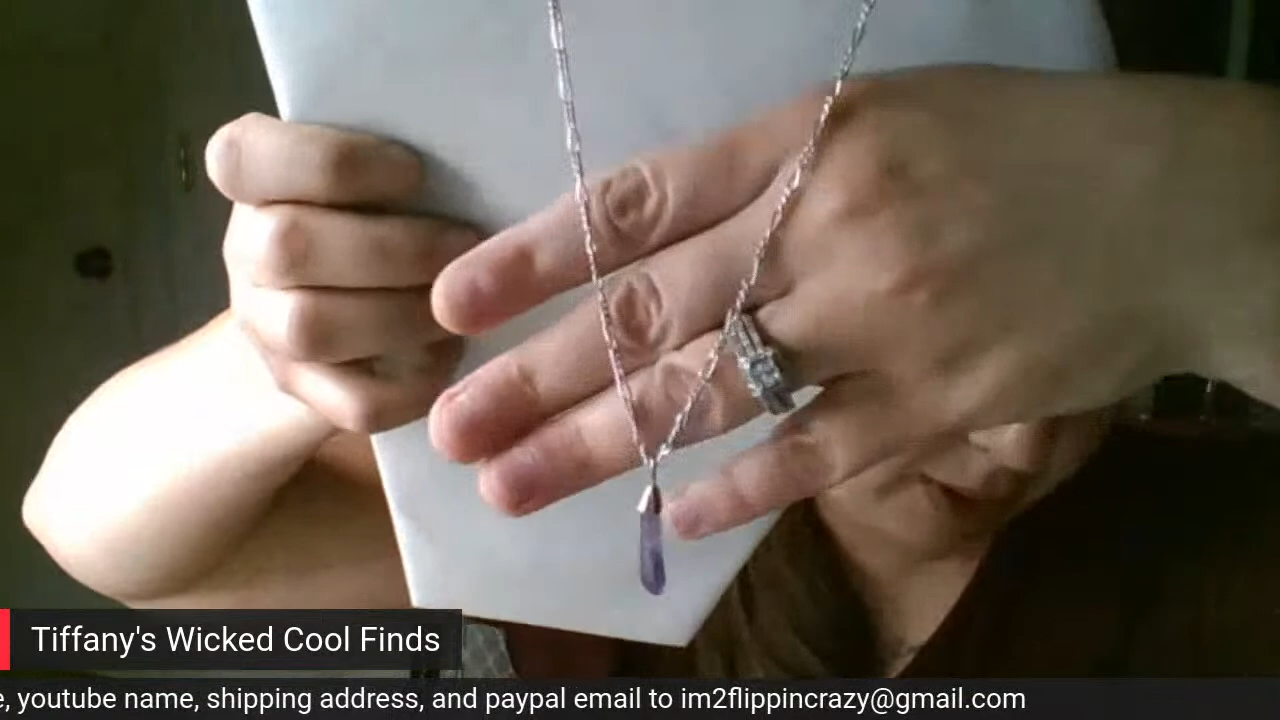 Tiffany's Wicked Cool Finds
e, youtube name, shipping address, and paypal email to im2flippincrazy@gmail.com